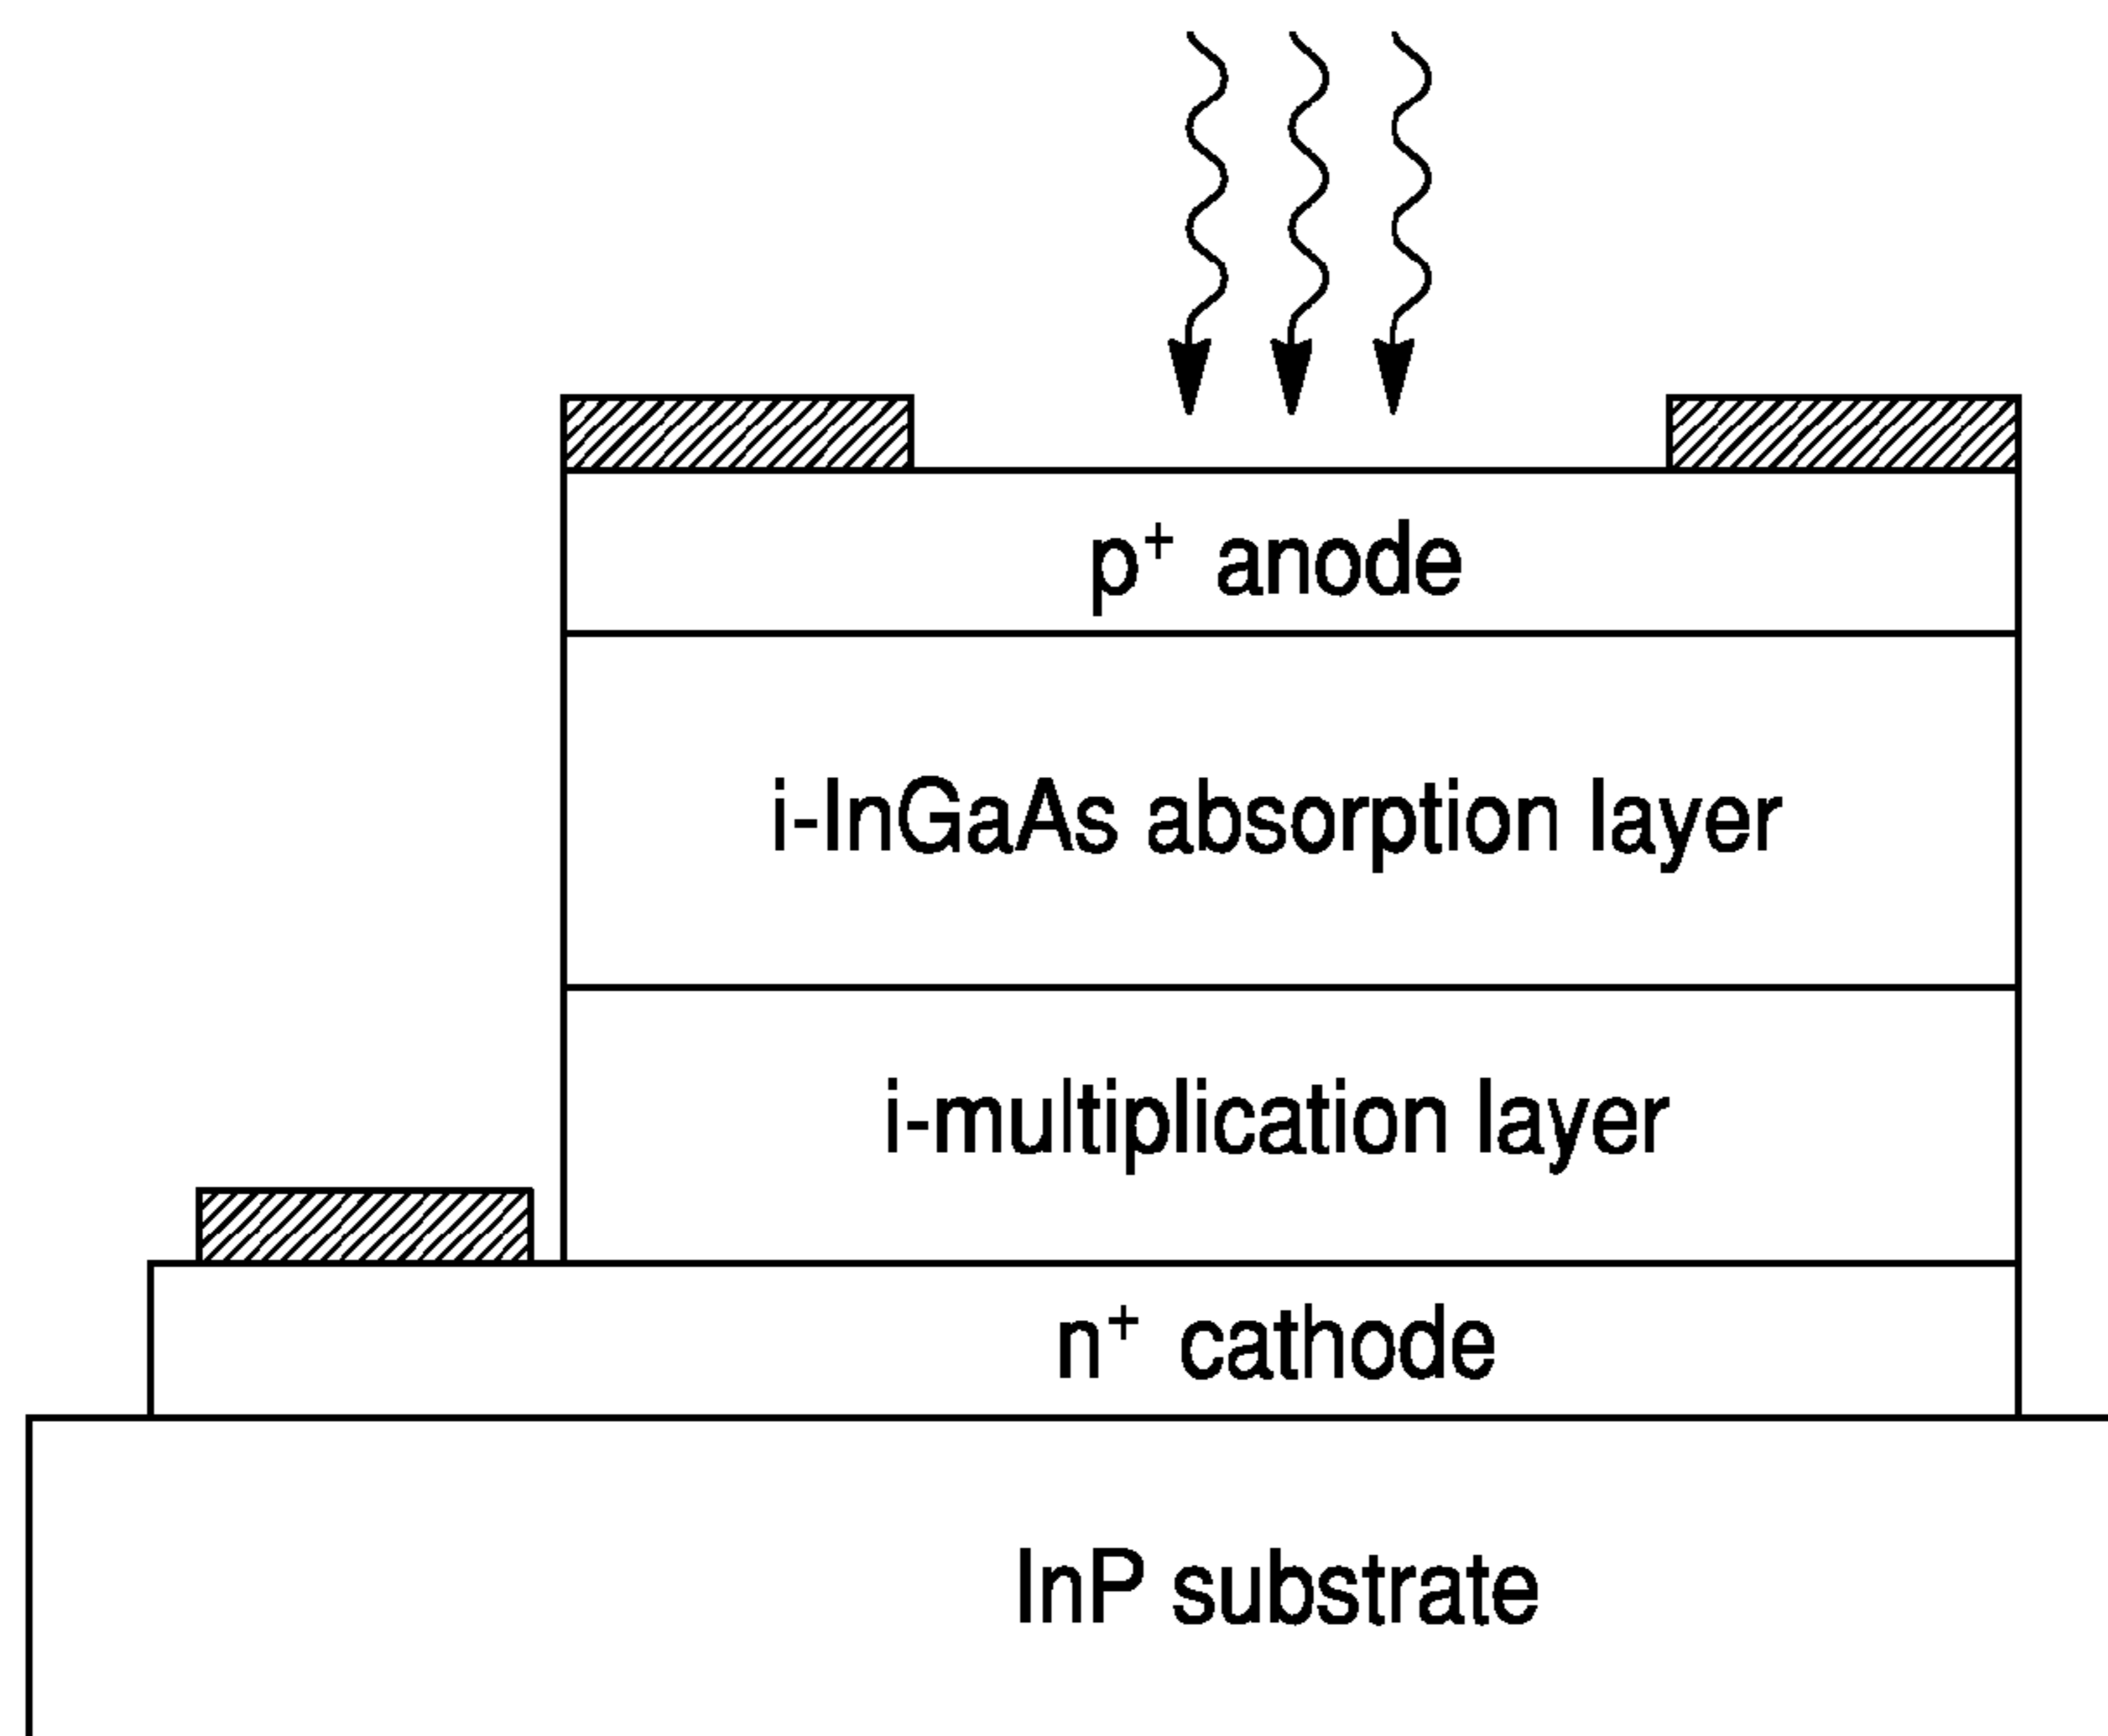 p⁺ anode
i-InGaAs absorption layer
i-multiplication layer
n⁺ cathode
InP substrate